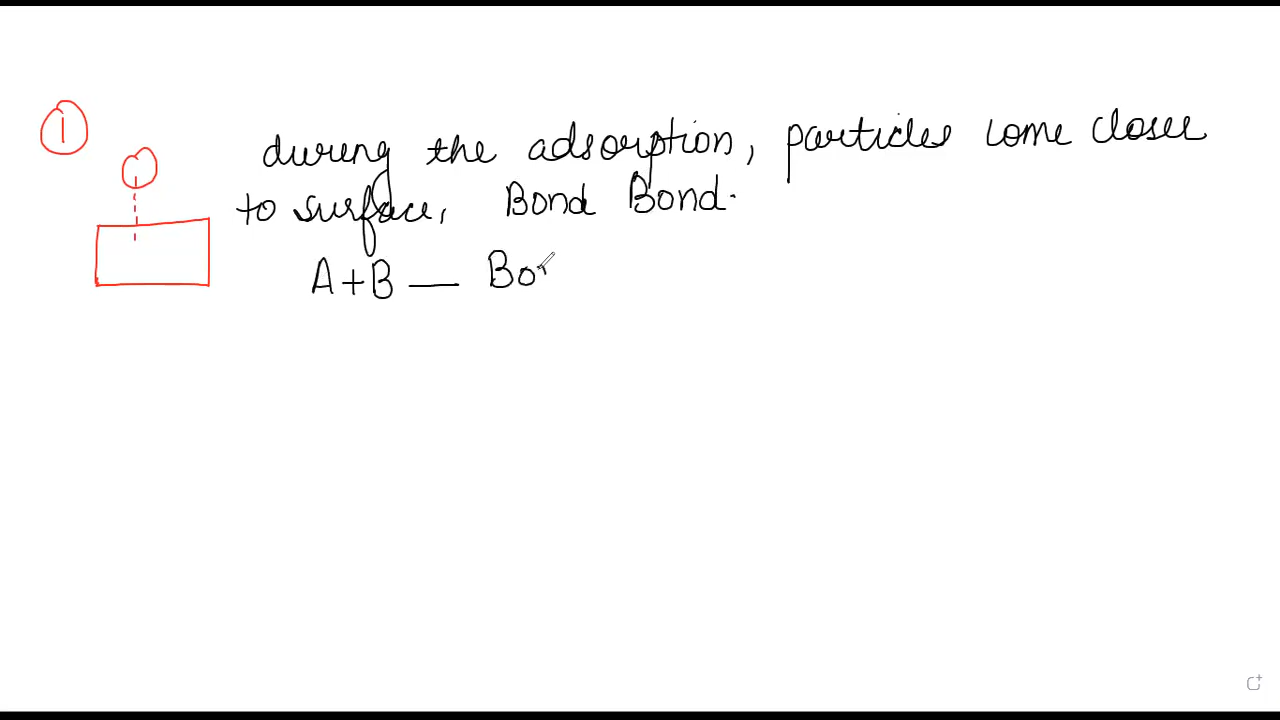 1
during the adsorption, particles come closer
to surface, Bond Bond.
A+B — Bo